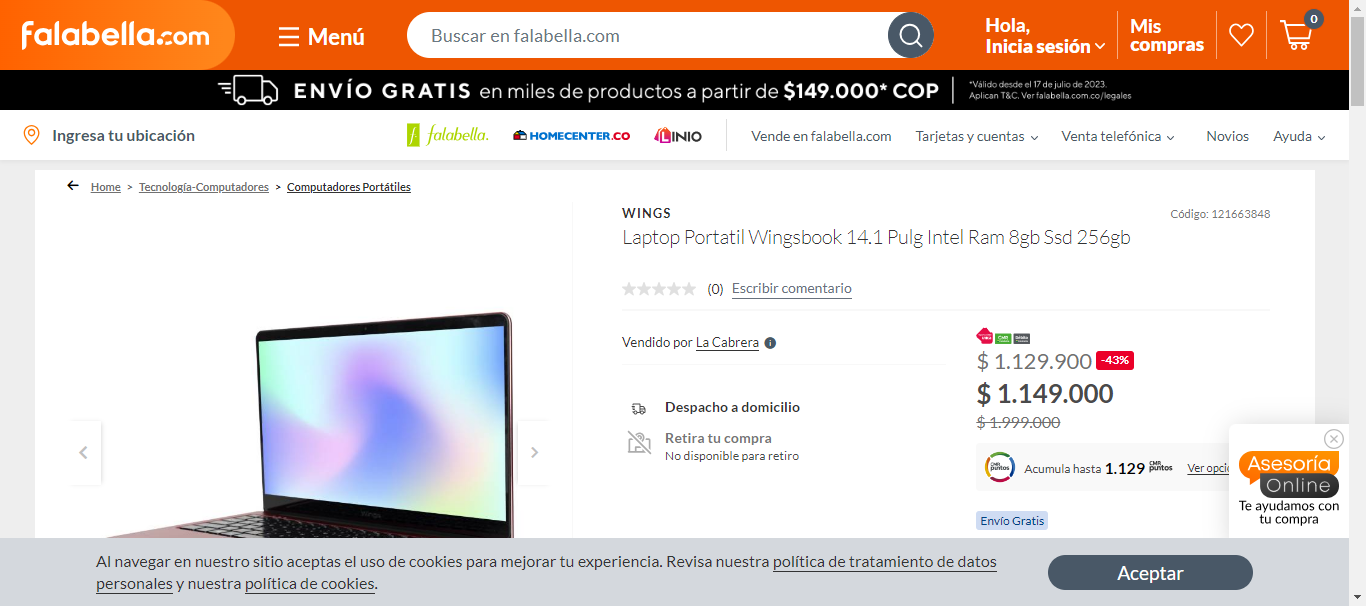 falabella.com
Menú
Buscar en falabella.com
Hola,
Inicia sesión
Mis
compras
0
ENVÍO GRATIS en miles de productos a partir de $149.000* COP
*Válido desde el 17 de julio de 2023.
Aplican T&C. Ver falabella.com.co/legales
Ingresa tu ubicación
falabella.
HOMECENTER.CO
LINIO
Vende en falabella.com
Tarjetas y cuentas
Venta telefónica
Novios
Ayuda
Home > Tecnología-Computadores > Computadores Portátiles
WINGS
Código: 121663848
Laptop Portatil Wingsbook 14.1 Pulg Intel Ram 8gb Ssd 256gb
(0) Escribir comentario
Vendido por La Cabrera
$ 1.129.900 -43%
$ 1.149.000
$ 1.999.000
Despacho a domicilio
Retira tu compra
No disponible para retiro
CMR puntos
Acumula hasta 1.129 CMR puntos
Ver opci
Envío Gratis
Asesoría
Online
Te ayudamos con
tu compra
Al navegar en nuestro sitio aceptas el uso de cookies para mejorar tu experiencia. Revisa nuestra política de tratamiento de datos
personales y nuestra política de cookies.
Aceptar